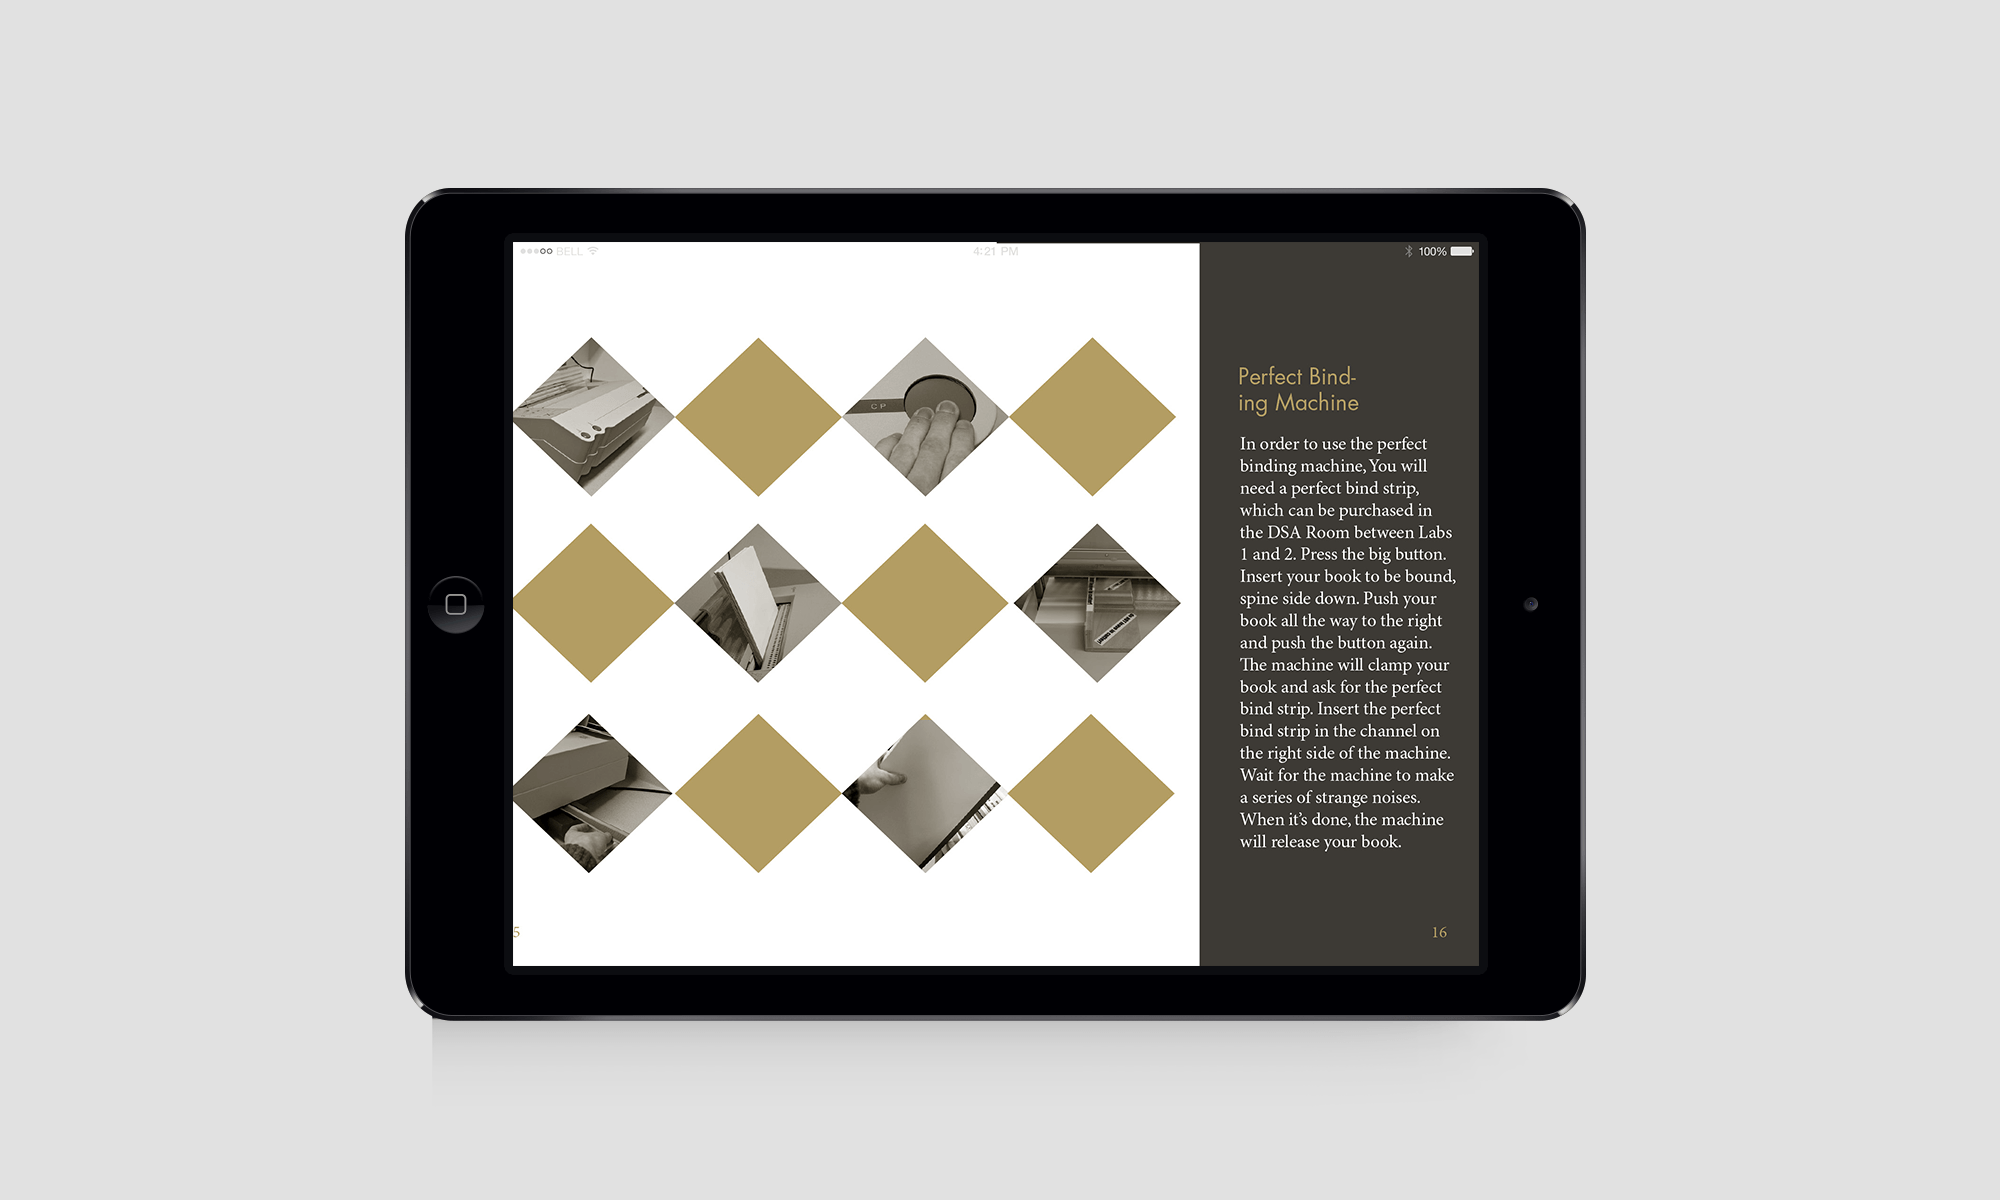 BELL
4:21 PM
100%
CP
Perfect Bind-
ing Machine
In order to use the perfect
binding machine, You will
need a perfect bind strip,
which can be purchased in
the DSA Room between Labs
1 and 2. Press the big button.
Insert your book to be bound,
spine side down. Push your
book all the way to the right
and push the button again.
The machine will clamp your
book and ask for the perfect
bind strip. Insert the perfect
bind strip in the channel on
the right side of the machine.
Wait for the machine to make
a series of strange noises.
When it’s done, the machine
will release your book.
5
16